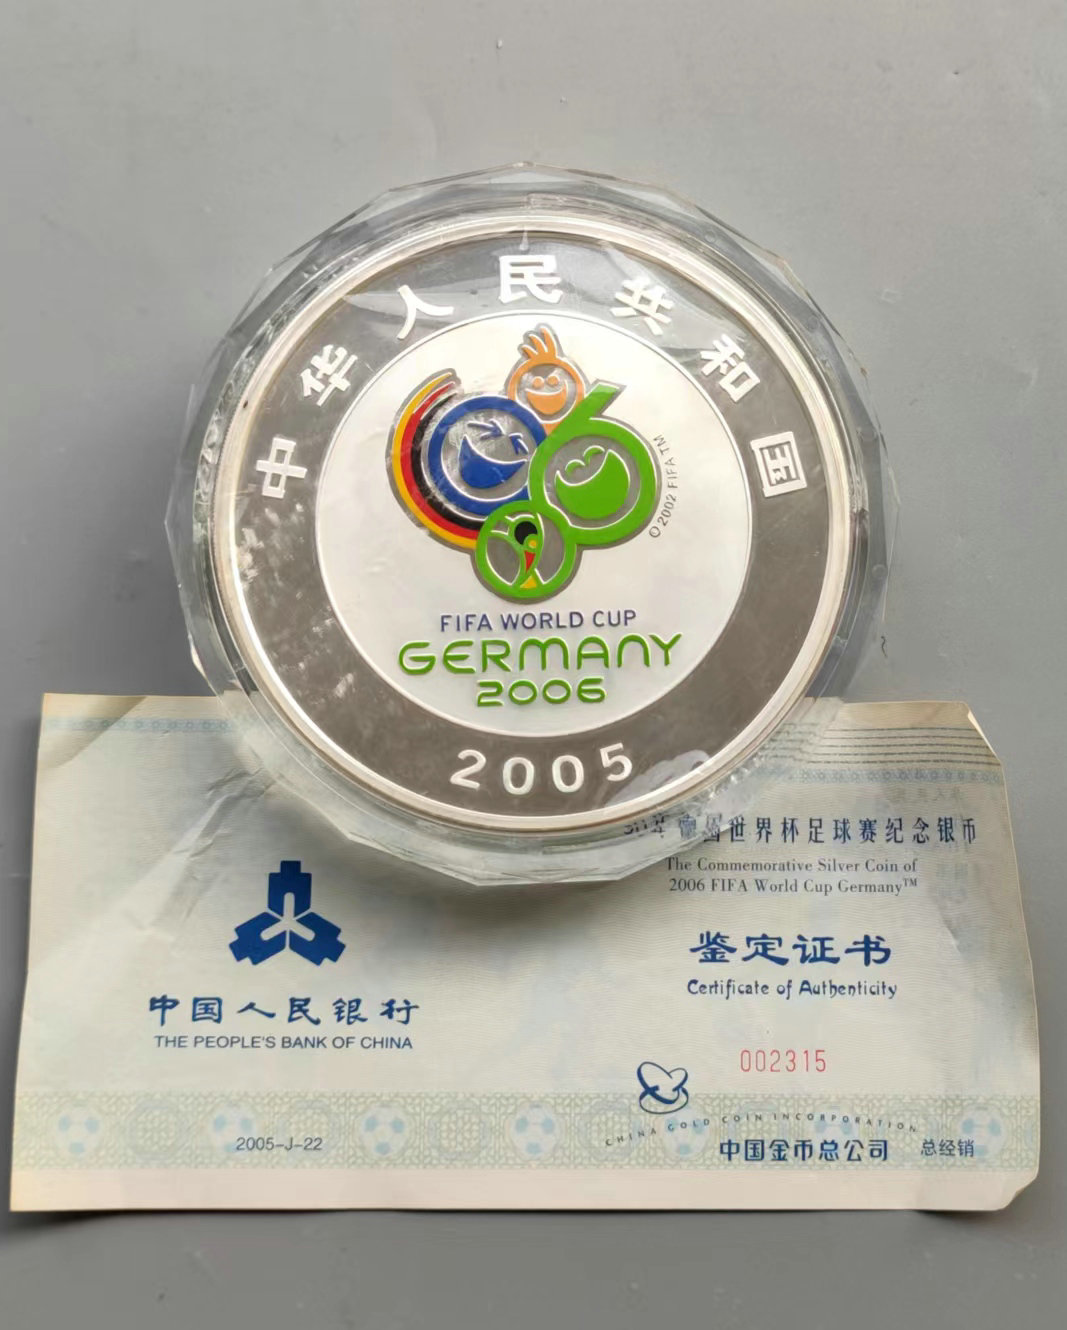 中华人民共和国
©2002 FIFA TM
FIFA WORLD CUP
GERMANY
2006
2005
世界杯足球赛纪念银币
The Commemorative Silver Coin of
2006 FIFA World Cup Germany™
鉴定证书
Certificate of Authenticity
中国人民银行
THE PEOPLE'S BANK OF CHINA
002315
CHINA GOLD COIN INCORPORATION
2005-J-22
中国金币总公司 总经销